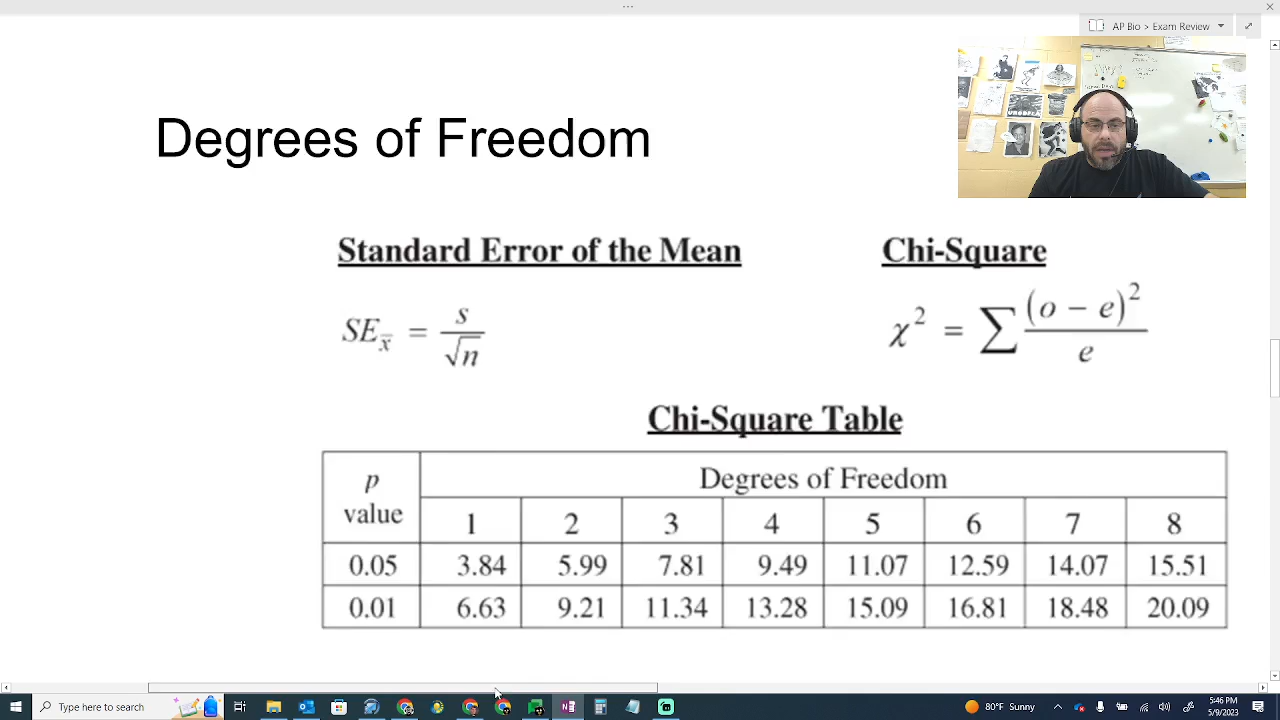 AP Bio > Exam Review
Degrees of Freedom
Standard Error of the Mean
Chi-Square
SE_x̄ = s/√n
χ² = ∑ (o − e)²/e
Chi-Square Table
p value
Degrees of Freedom
1 2 3 4 5 6 7 8
0.05 3.84 5.99 7.81 9.49 11.07 12.59 14.07 15.51
0.01 6.63 9.21 11.34 13.28 15.09 16.81 18.48 20.09
Type here to search
80°F Sunny
5:46 PM
5/9/2023